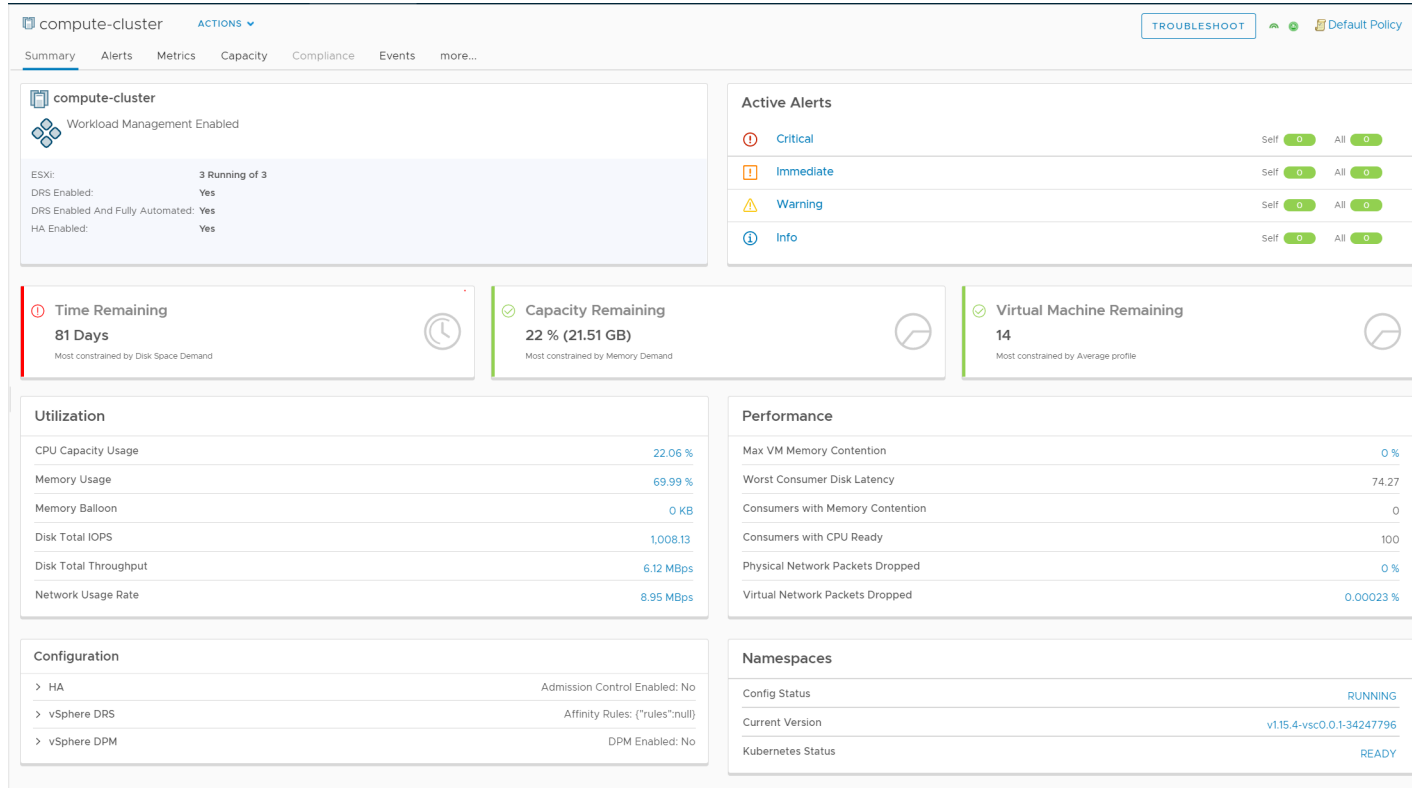 compute-cluster ACTIONS
TROUBLESHOOT Default Policy
Summary Alerts Metrics Capacity Compliance Events more...
compute-cluster
Workload Management Enabled
ESXi: 3 Running of 3
DRS Enabled: Yes
DRS Enabled And Fully Automated: Yes
HA Enabled: Yes
Active Alerts
Critical Self 0 All 0
Immediate Self 0 All 0
Warning Self 0 All 0
Info Self 0 All 0
Time Remaining
81 Days
Most constrained by Disk Space Demand
Capacity Remaining
22 % (21.51 GB)
Most constrained by Memory Demand
Virtual Machine Remaining
14
Most constrained by Average profile
Utilization
CPU Capacity Usage 22.06 %
Memory Usage 69.99 %
Memory Balloon 0 KB
Disk Total IOPS 1,008.13
Disk Total Throughput 6.12 MBps
Network Usage Rate 8.95 MBps
Performance
Max VM Memory Contention 0 %
Worst Consumer Disk Latency 74.27
Consumers with Memory Contention 0
Consumers with CPU Ready 100
Physical Network Packets Dropped 0 %
Virtual Network Packets Dropped 0.00023 %
Configuration
HA Admission Control Enabled: No
vSphere DRS Affinity Rules: {"rules":null}
vSphere DPM DPM Enabled: No
Namespaces
Config Status RUNNING
Current Version v1.15.4-vsc0.0.1-34247796
Kubernetes Status READY